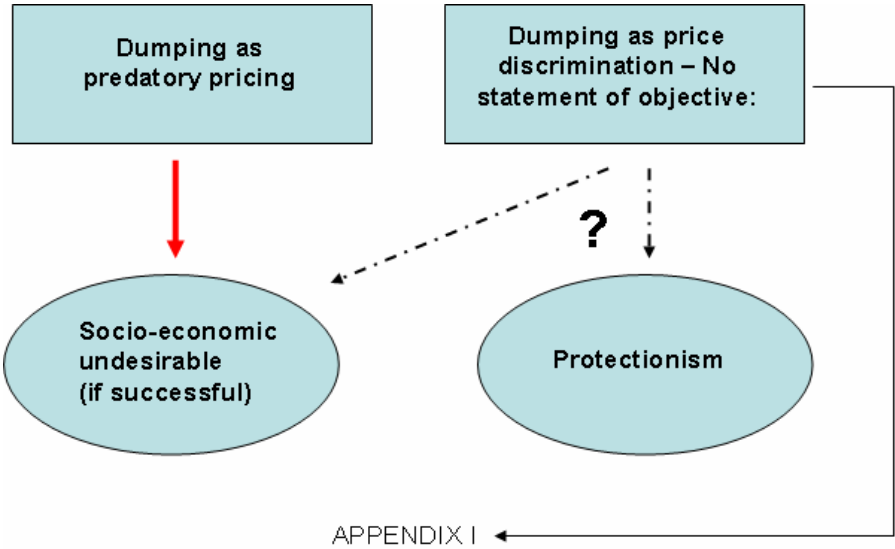 Dumping as
predatory pricing
Dumping as price
discrimination – No
statement of objective:
?
Socio-economic
undesirable
(if successful)
Protectionism
APPENDIX I